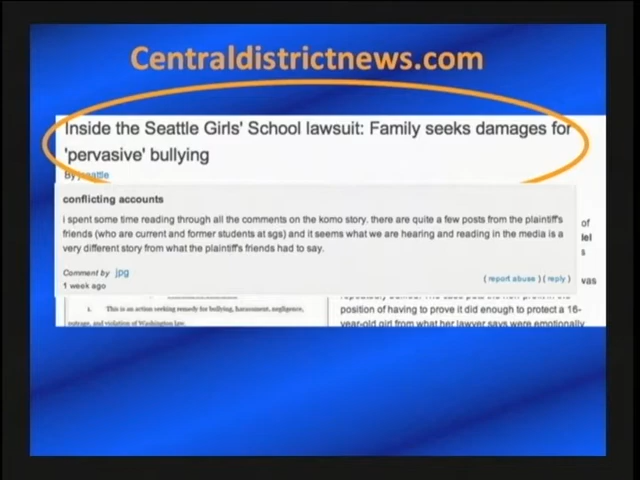 Centraldistrictnews.com
Inside the Seattle Girls' School lawsuit: Family seeks damages for
'pervasive' bullying
By jseattle
conflicting accounts
i spent some time reading through all the comments on the komo story. there are quite a few posts from the plaintiff's
friends (who are current and former students at sgs) and it seems what we are hearing and reading in the media is a
very different story from what the plaintiff's friends had to say.
Comment by jpg
1 week ago
( report abuse ) ( reply )
of
s
vas
1. This is an action seeking remedy for bullying, harassment, negligence,
outrage, and violation of Washington law.
position of having to prove it did enough to protect a 16-
year-old girl from what her lawyer says were emotionally